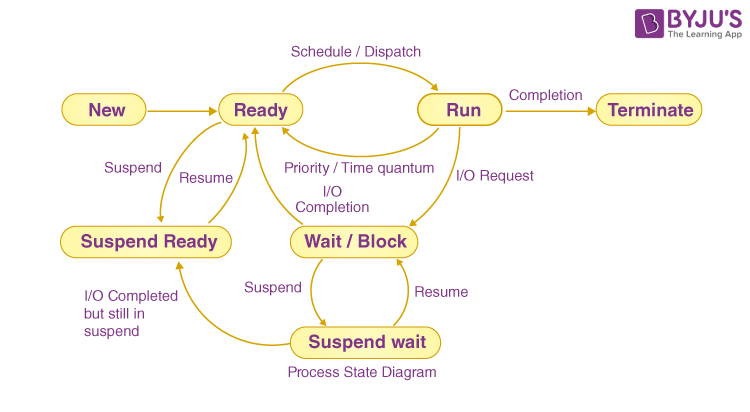 BYJU'S
The Learning App
Schedule / Dispatch
New
Ready
Run
Completion
Terminate
Suspend
Resume
Priority / Time quantum
I/O Request
I/O
Completion
Suspend Ready
Wait / Block
Suspend
Resume
I/O Completed
but still in
suspend
Suspend wait
Process State Diagram